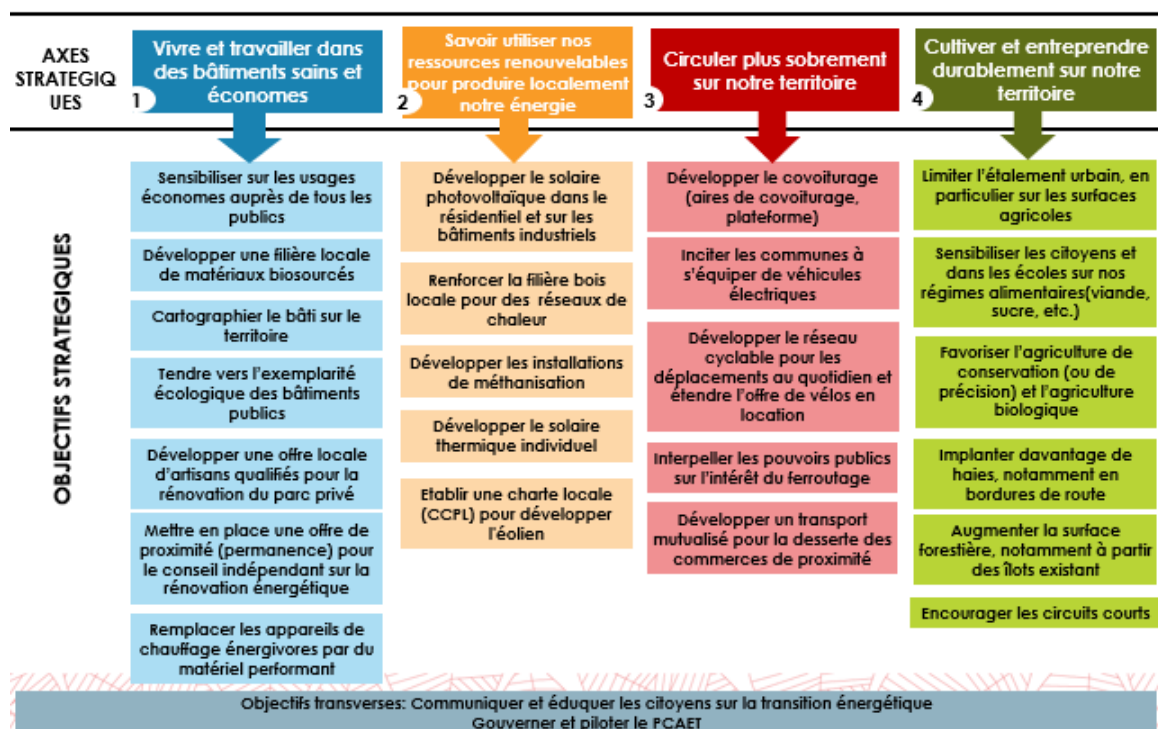 AXES
STRATEGIQ
UES
Vivre et travailler dans
des bâtiments sains et
économes
1
Savoir utiliser nos
ressources renouvelables
pour produire localement
notre énergie
2
Circuler plus sobrement
sur notre territoire
3
Cultiver et entreprendre
durablement sur notre
territoire
4
OBJECTIFS STRATEGIQUES
Sensibiliser sur les usages
économes auprès de tous les
publics
Développer une filière locale
de matériaux biosourcés
Cartographier le bâti sur le
territoire
Tendre vers l'exemplarité
écologique des bâtiments
publics
Développer une offre locale
d'artisans qualifiés pour la
rénovation du parc privé
Mettre en place une offre de
proximité (permanence) pour
le conseil indépendant sur la
rénovation énergétique
Remplacer les appareils de
chauffage énergivores par du
matériel performant
Développer le solaire
photovoltaïque dans le
résidentiel et sur les
bâtiments industriels
Renforcer la filière bois
locale pour des réseaux de
chaleur
Développer les installations
de méthanisation
Développer le solaire
thermique individuel
Etablir une charte locale
(CCPL) pour développer
l'éolien
Développer le covoiturage
(aires de covoiturage,
plateforme)
Inciter les communes à
s'équiper de véhicules
électriques
Développer le réseau
cyclable pour les
déplacements au quotidien et
étendre l'offre de vélos en
location
Interpeller les pouvoirs publics
sur l'intérêt du ferroutage
Développer un transport
mutualisé pour la desserte des
commerces de proximité
Limiter l'étalement urbain, en
particulier sur les surfaces
agricoles
Sensibiliser les citoyens et
dans les écoles sur nos
régimes alimentaires(viande,
sucre, etc.)
Favoriser l'agriculture de
conservation (ou de
précision) et l'agriculture
biologique
Implanter davantage de
haies, notamment en
bordures de route
Augmenter la surface
forestière, notamment à partir
des îlots existant
Encourager les circuits courts
Objectifs transverses: Communiquer et éduquer les citoyens sur la transition énergétique
Gouverner et piloter le PCAET